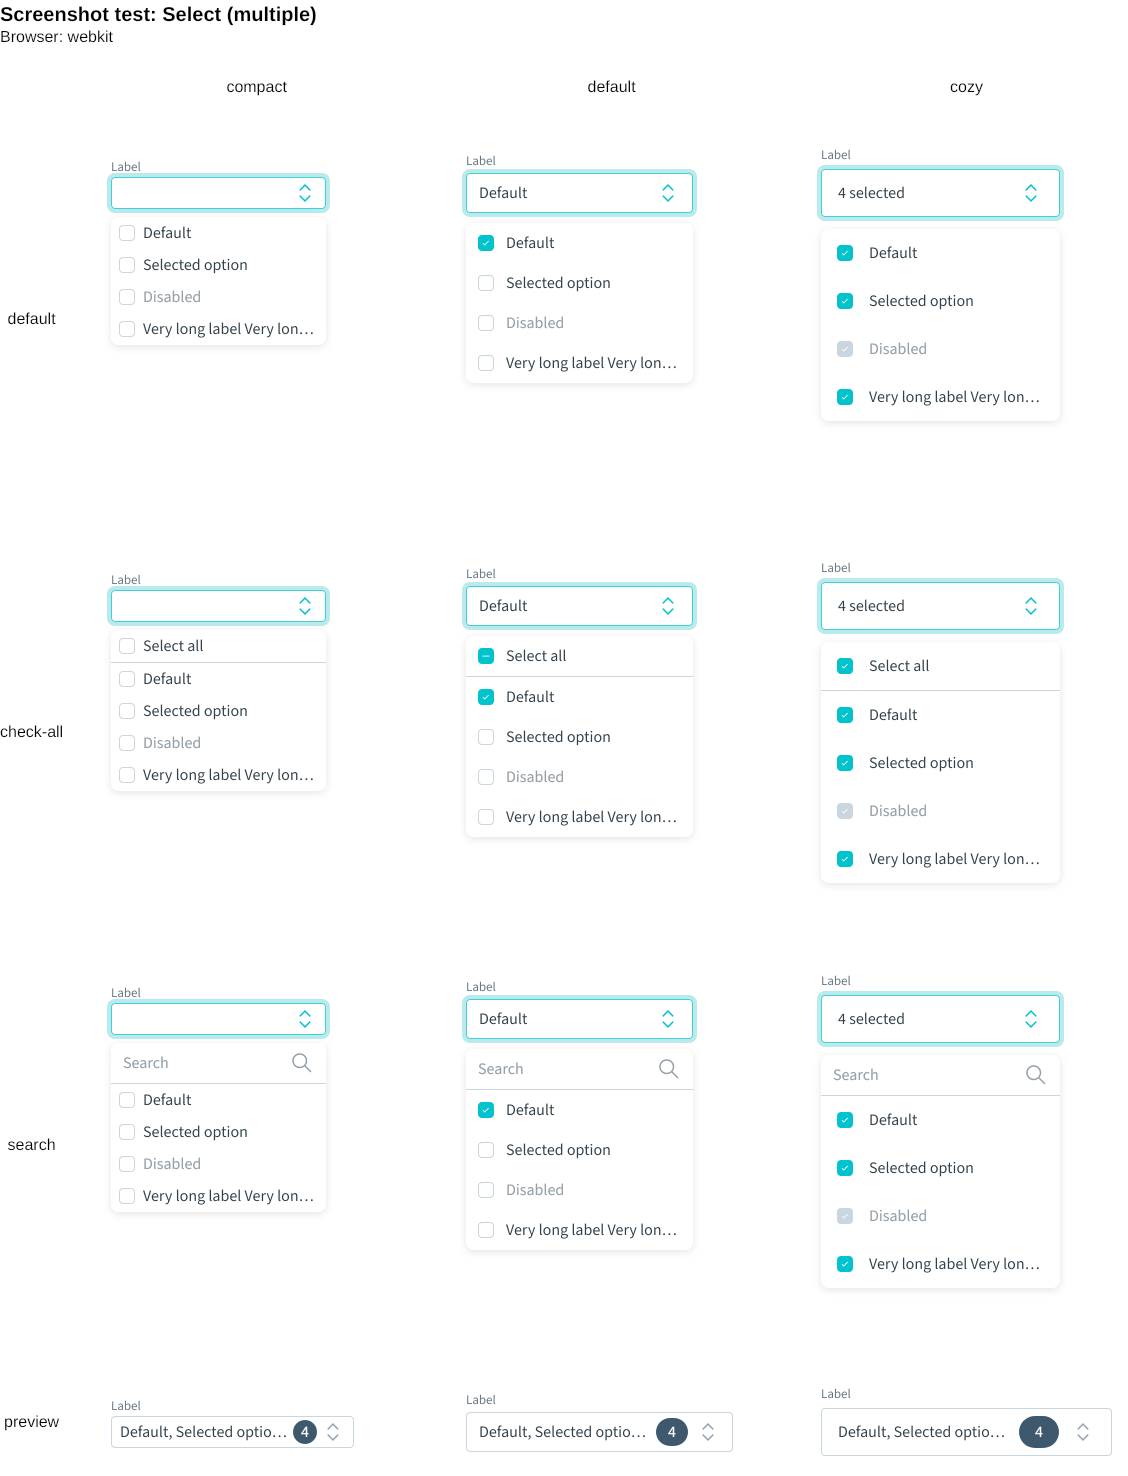 Screenshot test: Select (multiple)
Browser: webkit
compact
default
cozy
default
Label
Default
Selected option
Disabled
Very long label Very lon…
Label
Default
Default
Selected option
Disabled
Very long label Very lon…
Label
4 selected
Default
Selected option
Disabled
Very long label Very lon…
check-all
Label
Select all
Default
Selected option
Disabled
Very long label Very lon…
Label
Default
Select all
Default
Selected option
Disabled
Very long label Very lon…
Label
4 selected
Select all
Default
Selected option
Disabled
Very long label Very lon…
search
Label
Search
Default
Selected option
Disabled
Very long label Very lon…
Label
Default
Search
Default
Selected option
Disabled
Very long label Very lon…
Label
4 selected
Search
Default
Selected option
Disabled
Very long label Very lon…
preview
Label
Default, Selected optio… 4
Label
Default, Selected optio… 4
Label
Default, Selected optio… 4